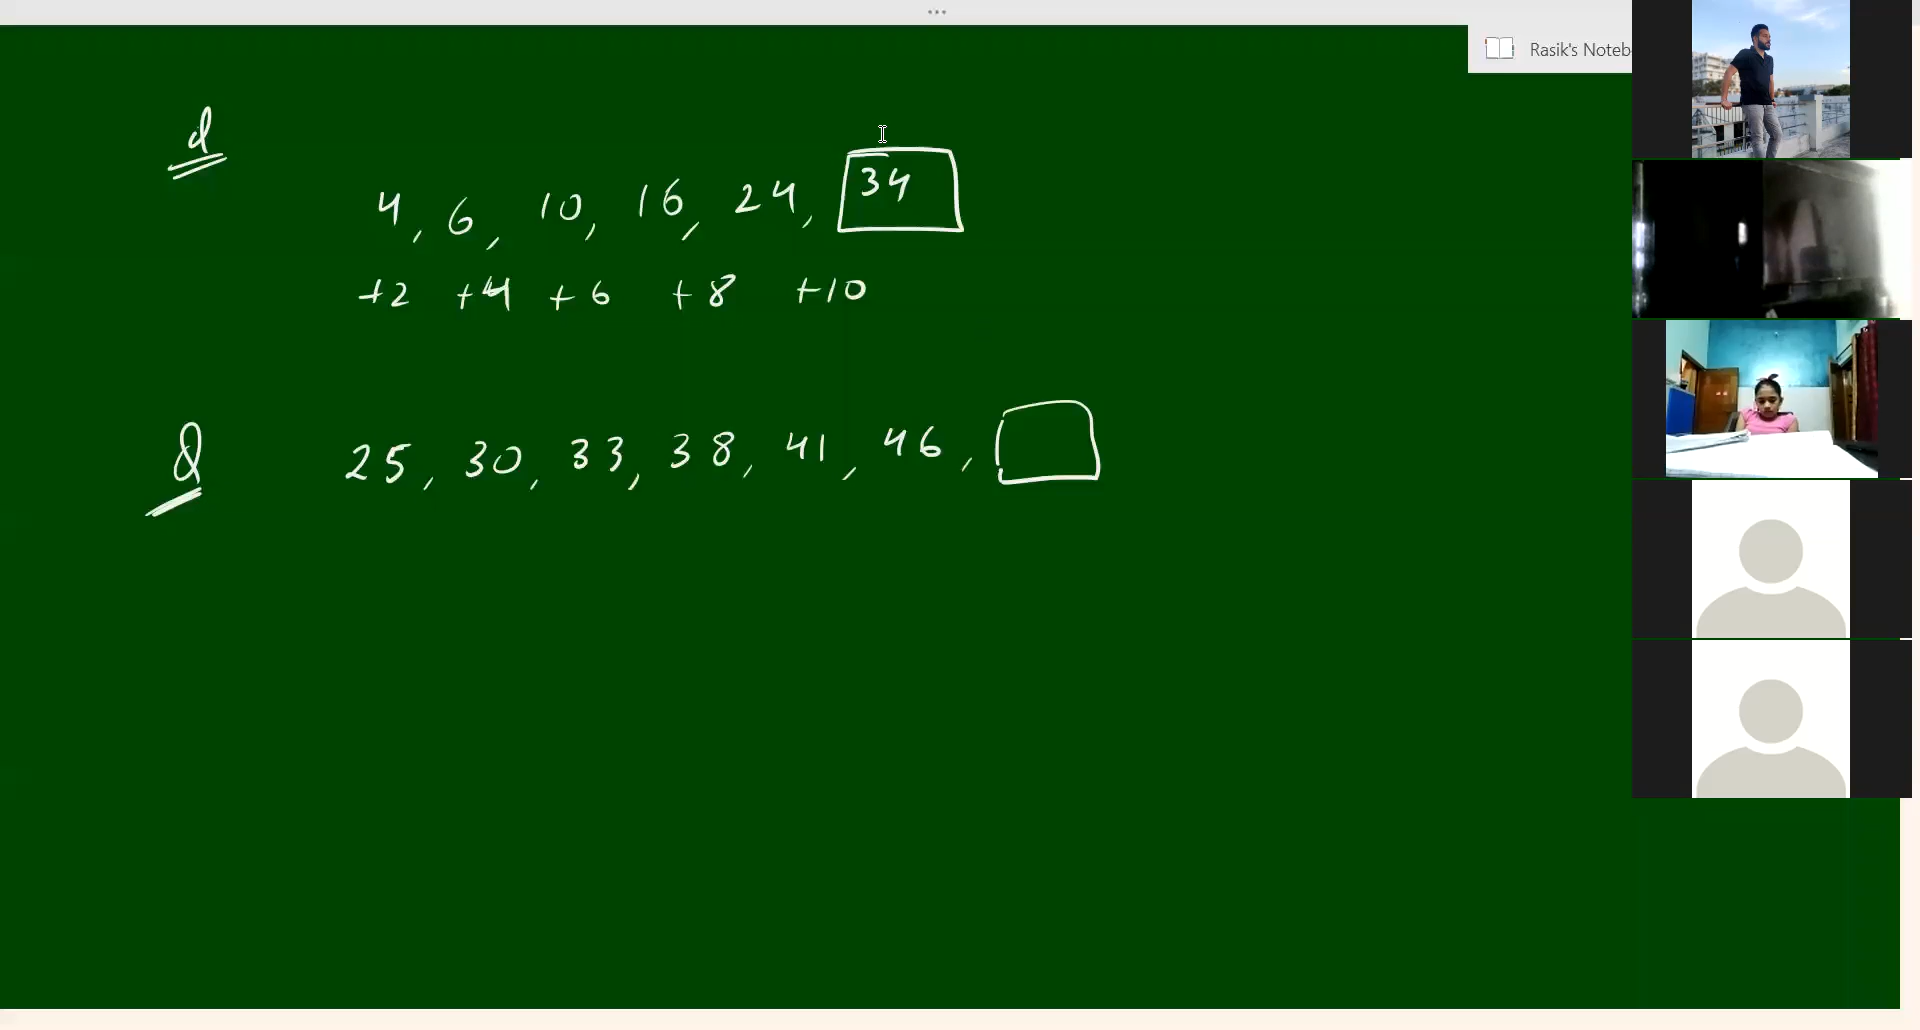 Rasik's Noteb
d
4, 6, 10, 16, 24, 34
+2 +4 +6 +8 +10
Q 25, 30, 33, 38, 41, 46,